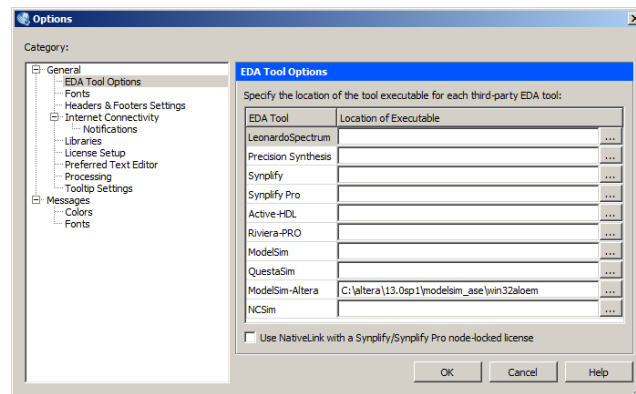 Options
Category:
General
EDA Tool Options
Fonts
Headers & Footers Settings
Internet Connectivity
Notifications
Libraries
License Setup
Preferred Text Editor
Processing
Tooltip Settings
Messages
Colors
Fonts
EDA Tool Options
Specify the location of the tool executable for each third-party EDA tool:
EDA Tool Location of Executable
LeonardoSpectrum ...
Precision Synthesis ...
Synplify ...
Synplify Pro ...
Active-HDL ...
Riviera-PRO ...
ModelSim ...
QuestaSim ...
ModelSim-Altera C:\altera\13.0sp1\modelsim_ase\win32aloem ...
NCSim ...
Use NativeLink with a Synplify/Synplify Pro node-locked license
OK Cancel Help